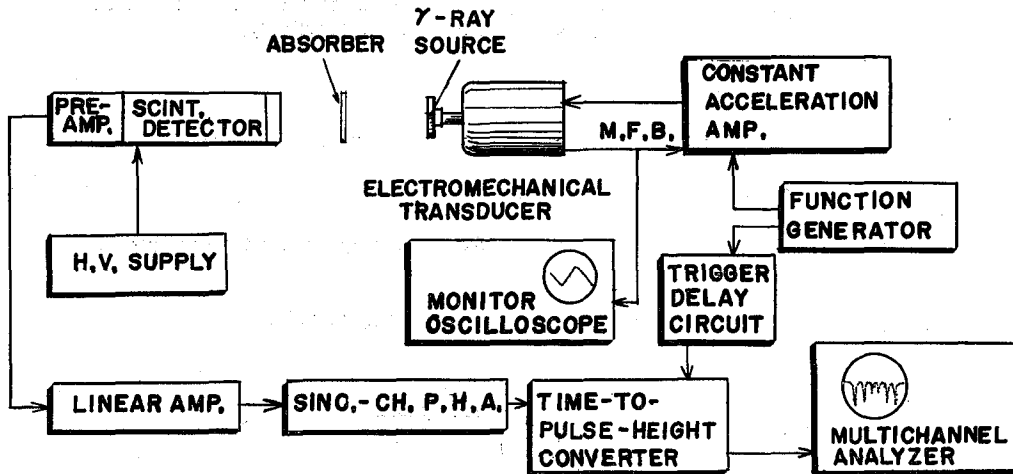 γ-RAY
SOURCE
ABSORBER
PRE-
AMP.
SCINT.
DETECTOR
CONSTANT
ACCELERATION
AMP.
M.F.B.
ELECTROMECHANICAL
TRANSDUCER
FUNCTION
GENERATOR
H.V. SUPPLY
MONITOR
OSCILLOSCOPE
TRIGGER
DELAY
CIRCUIT
LINEAR AMP.
SING.-CH. P.H.A.
TIME-TO-
PULSE-HEIGHT
CONVERTER
MULTICHANNEL
ANALYZER